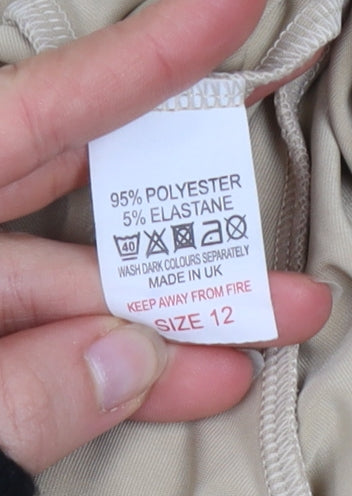 95% POLYESTER
5% ELASTANE
40
WASH DARK COLOURS SEPARATELY
MADE IN UK
KEEP AWAY FROM FIRE
SIZE 12